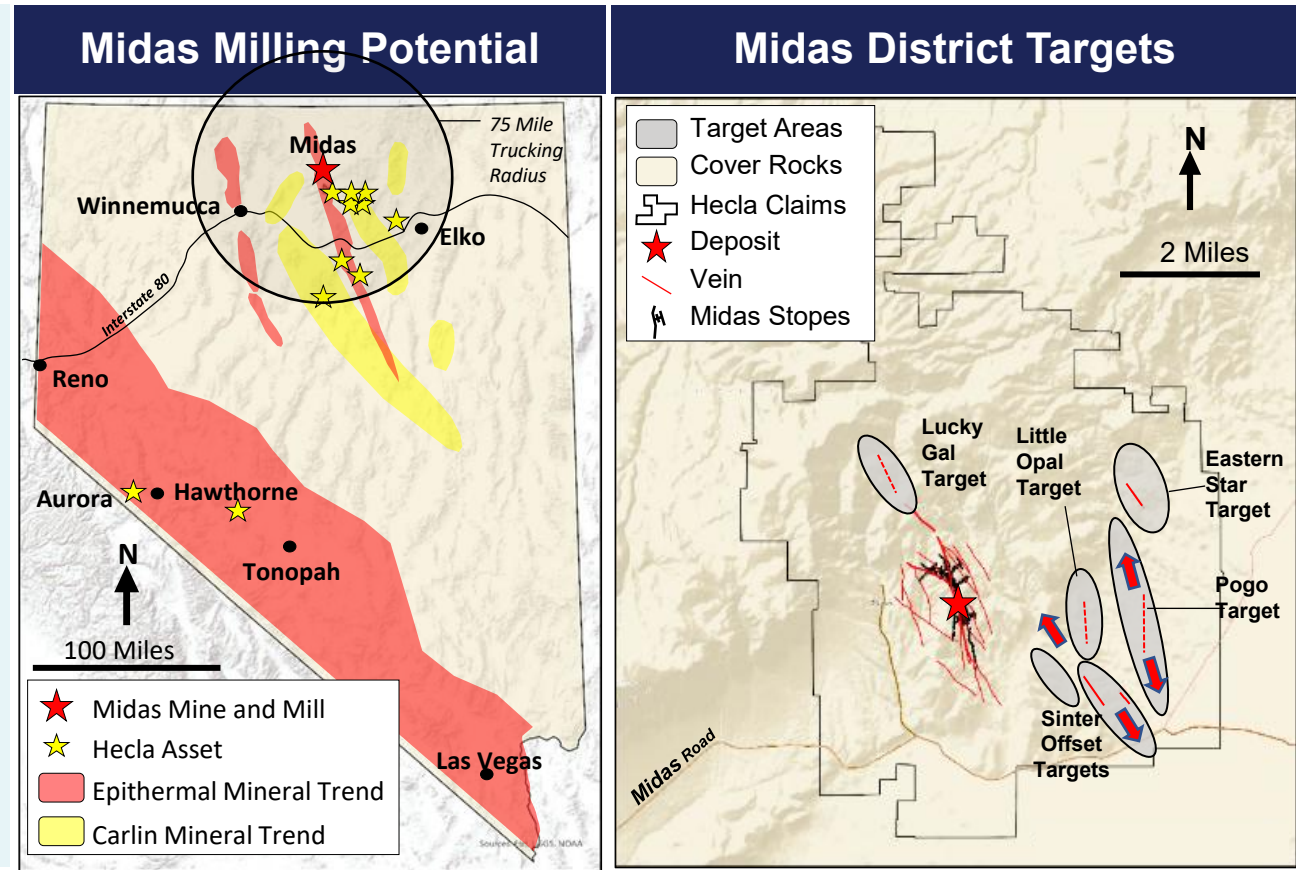 Midas Milling Potential
75 Mile
Trucking
Radius
Midas
Winnemucca
Elko
Interstate 80
Reno
Aurora
Hawthorne
Tonopah
N
100 Miles
Las Vegas
Midas Mine and Mill
Hecla Asset
Epithermal Mineral Trend
Carlin Mineral Trend
Midas District Targets
Target Areas
Cover Rocks
Hecla Claims
Deposit
Vein
Midas Stopes
N
2 Miles
Lucky
Gal
Target
Little
Opal
Target
Eastern
Star
Target
Pogo
Target
Sinter
Offset
Targets
Midas Road